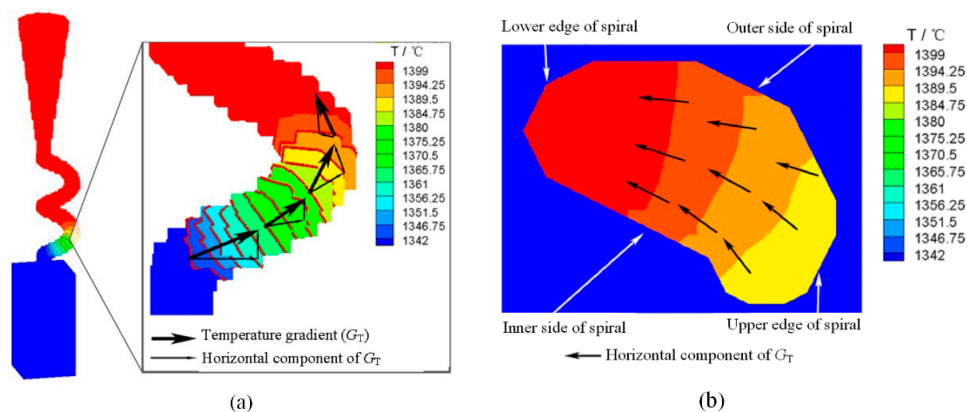 T / ℃
1399
1394.25
1389.5
1384.75
1380
1375.25
1370.5
1365.75
1361
1356.25
1351.5
1346.75
1342
Temperature gradient (G_T)
Horizontal component of G_T
(a)
Lower edge of spiral
Outer side of spiral
T / ℃
1399
1394.25
1389.5
1384.75
1380
1375.25
1370.5
1365.75
1361
1356.25
1351.5
1346.75
1342
Inner side of spiral
Upper edge of spiral
Horizontal component of G_T
(b)